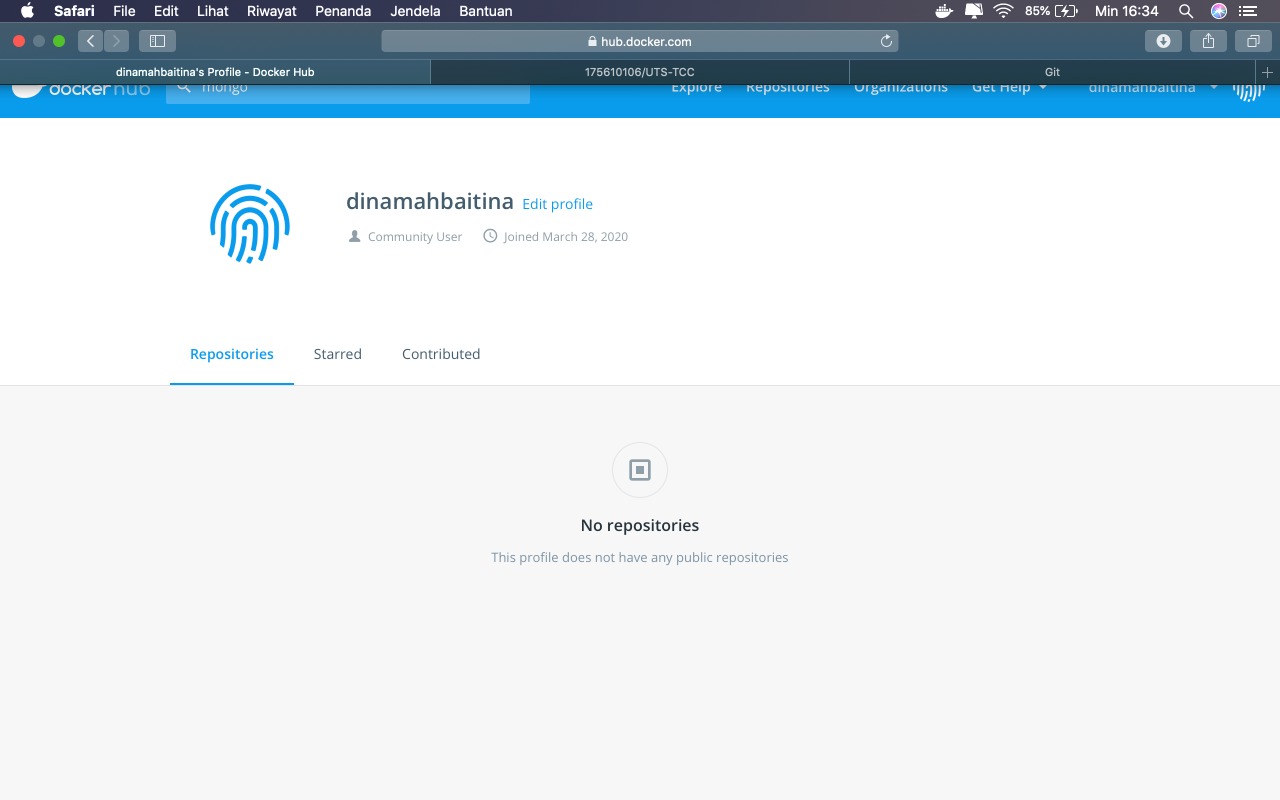 Safari File Edit Lihat Riwayat Penanda Jendela Bantuan 85% Min 16:34
hub.docker.com
dinamahbaitina's Profile - Docker Hub 175610106/UTS-TCC Git
docker hub mongo Explore Repositories Organizations Get Help dinamahbaitina
dinamahbaitina Edit profile
Community User Joined March 28, 2020
Repositories Starred Contributed
No repositories
This profile does not have any public repositories